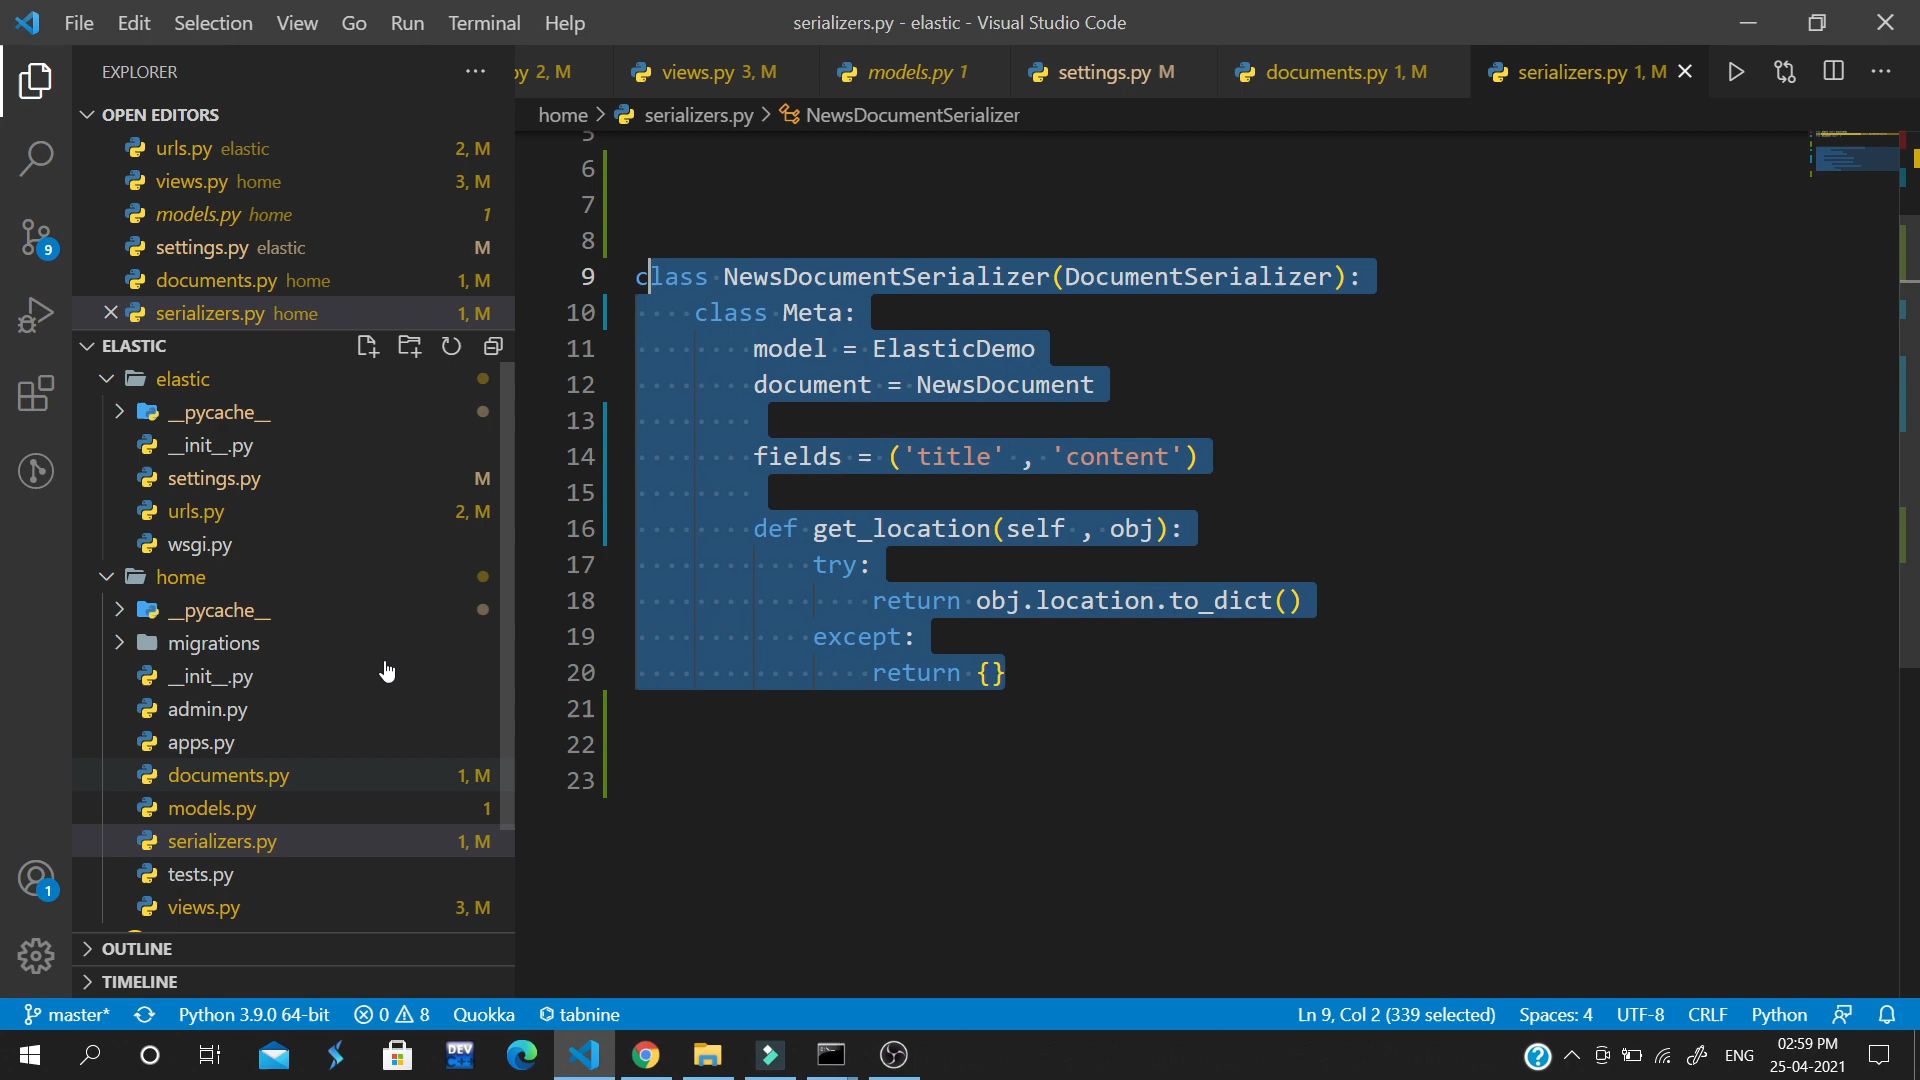 File Edit Selection View Go Run Terminal Help
serializers.py - elastic - Visual Studio Code
EXPLORER
OPEN EDITORS
urls.py elastic 2, M
views.py home 3, M
models.py home 1
settings.py elastic M
documents.py home 1, M
serializers.py home 1, M
ELASTIC
elastic
__pycache__
__init__.py
settings.py M
urls.py 2, M
wsgi.py
home
__pycache__
migrations
__init__.py
admin.py
apps.py
documents.py 1, M
models.py 1
serializers.py 1, M
tests.py
views.py 3, M
OUTLINE
TIMELINE
9
1
py 2, M views.py 3, M models.py 1 settings.py M documents.py 1, M serializers.py 1, M
home > serializers.py > NewsDocumentSerializer
5
6
7
8
9 class NewsDocumentSerializer(DocumentSerializer):
10 class Meta:
11 model = ElasticDemo
12 document = NewsDocument
13
14 fields = ('title' , 'content')
15
16 def get_location(self , obj):
17 try:
18 return obj.location.to_dict()
19 except:
20 return {}
21
22
23
master* Python 3.9.0 64-bit 0 8 Quokka tabnine
Ln 9, Col 2 (339 selected) Spaces: 4 UTF-8 CRLF Python
DEV C++
? ENG
02:59 PM
25-04-2021